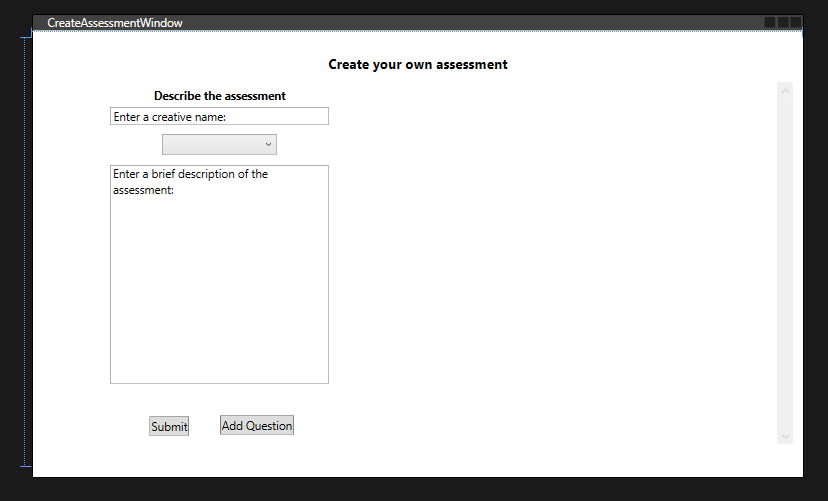 CreateAssessmentWindow
Create your own assessment
Describe the assessment
Enter a creative name:
Enter a brief description of the
assessment:
Submit
Add Question